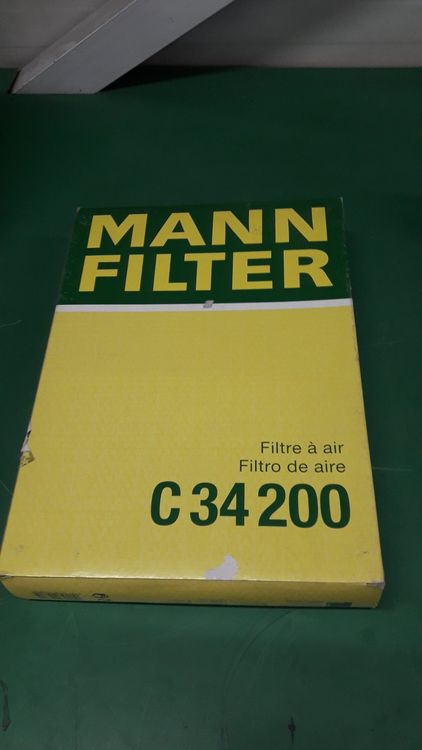 MANN
FILTER
Filtre à air
Filtro de aire
C 34 200